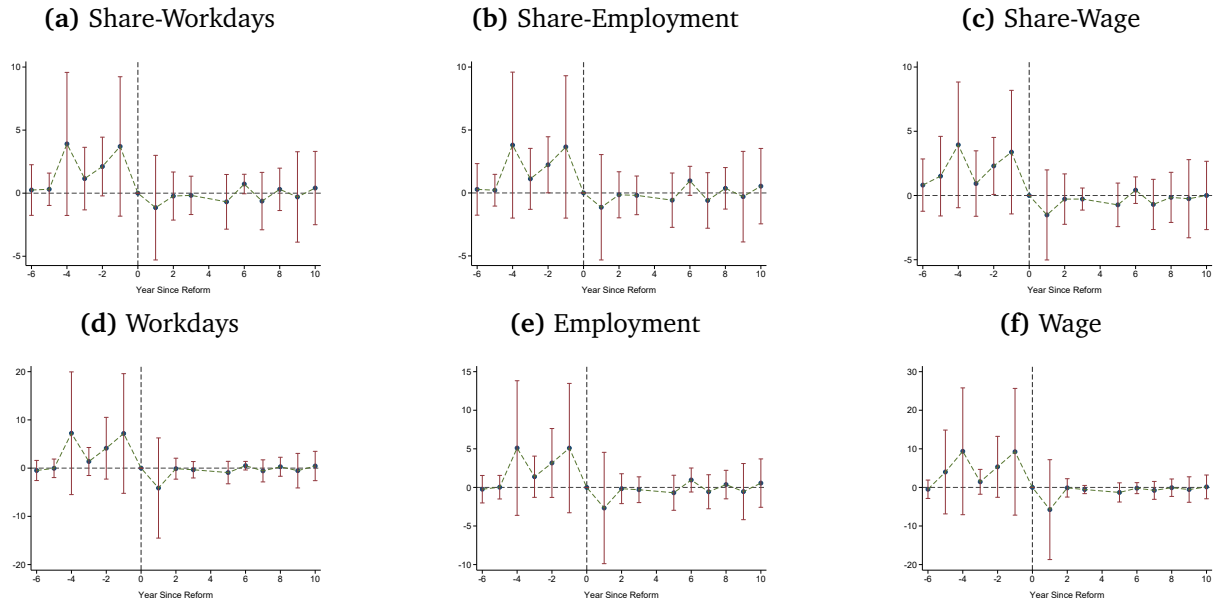 (a) Share-Workdays
(b) Share-Employment
(c) Share-Wage
10
5
0
-5
-6 -4 -2 0 2 4 6 8 10
Year Since Reform
10
5
0
-5
-6 -4 -2 0 2 4 6 8 10
Year Since Reform
10
5
0
-5
-6 -4 -2 0 2 4 6 8 10
Year Since Reform
(d) Workdays
(e) Employment
(f) Wage
20
10
0
-10
-20
-6 -4 -2 0 2 4 6 8 10
Year Since Reform
15
10
5
0
-5
-10
-6 -4 -2 0 2 4 6 8 10
Year Since Reform
30
20
10
0
-10
-20
-6 -4 -2 0 2 4 6 8 10
Year Since Reform